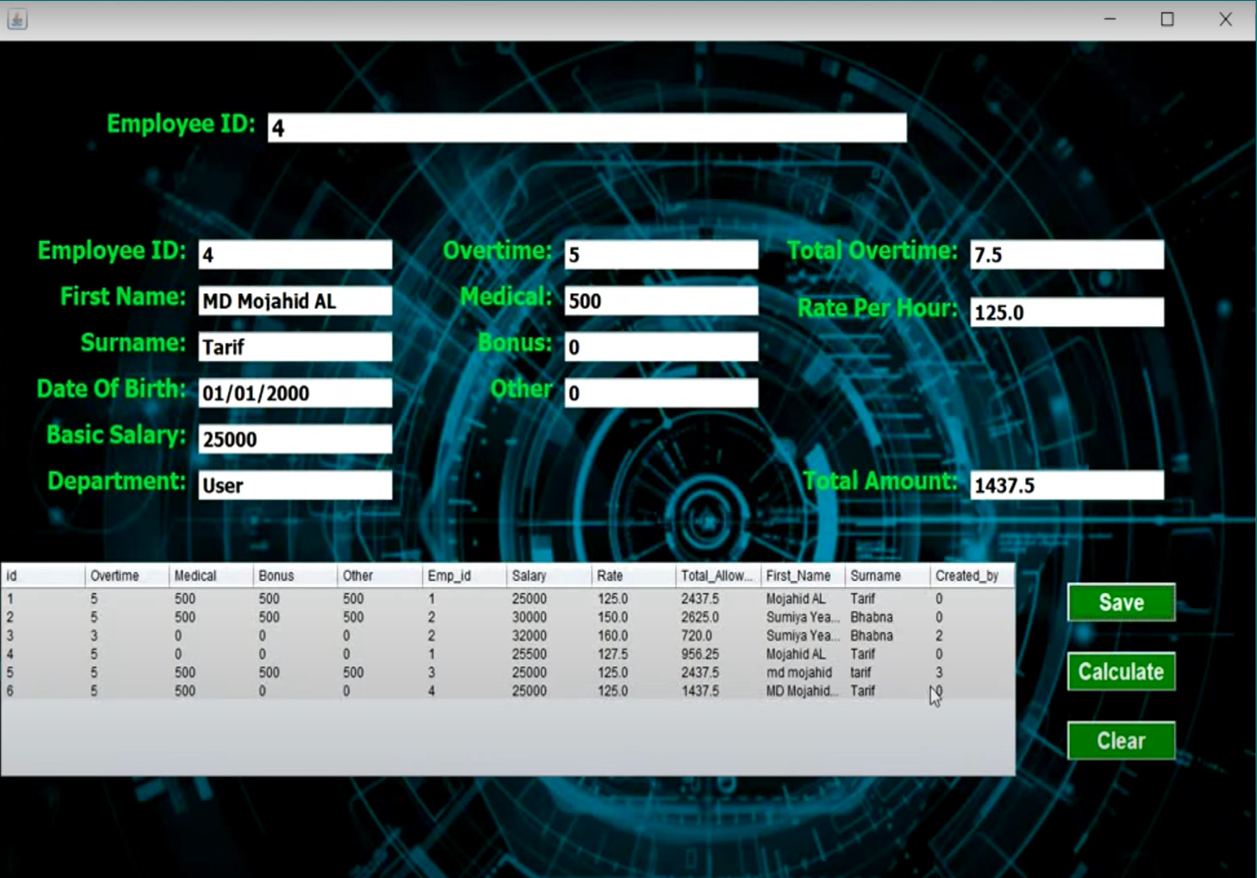 Employee ID: 4
Employee ID: 4 Overtime: 5 Total Overtime: 7.5
First Name: MD Mojahid AL Medical: 500 Rate Per Hour: 125.0
Surname: Tarif Bonus: 0
Date Of Birth: 01/01/2000 Other 0
Basic Salary: 25000
Department: User Total Amount: 1437.5
id Overtime Medical Bonus Other Emp_id Salary Rate Total_Allow... First_Name Surname Created_by
1 5 500 500 500 1 25000 125.0 2437.5 Mojahid AL Tarif 0
2 5 500 500 500 2 30000 150.0 2625.0 Sumiya Yea... Bhabna 0
3 3 0 0 0 2 32000 160.0 720.0 Sumiya Yea... Bhabna 2
4 5 0 0 0 1 25500 127.5 956.25 Mojahid AL Tarif 0
5 5 500 500 500 3 25000 125.0 2437.5 md mojahid tarif 3
6 5 500 0 0 4 25000 125.0 1437.5 MD Mojahid... Tarif 0
Save
Calculate
Clear